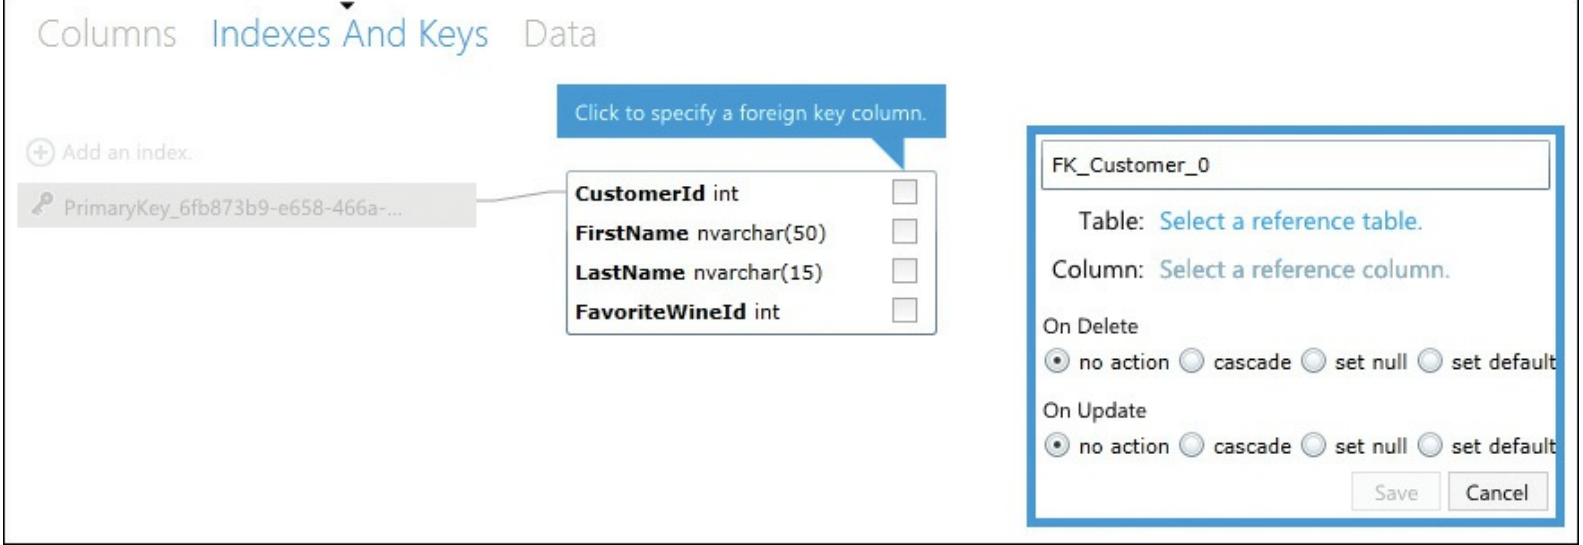 Columns Indexes And Keys Data
Click to specify a foreign key column.
Add an index.
PrimaryKey_6fb873b9-e658-466a-...
CustomerId int
FirstName nvarchar(50)
LastName nvarchar(15)
FavoriteWineId int
FK_Customer_0
Table: Select a reference table.
Column: Select a reference column.
On Delete
no action cascade set null set default
On Update
no action cascade set null set default
Save Cancel